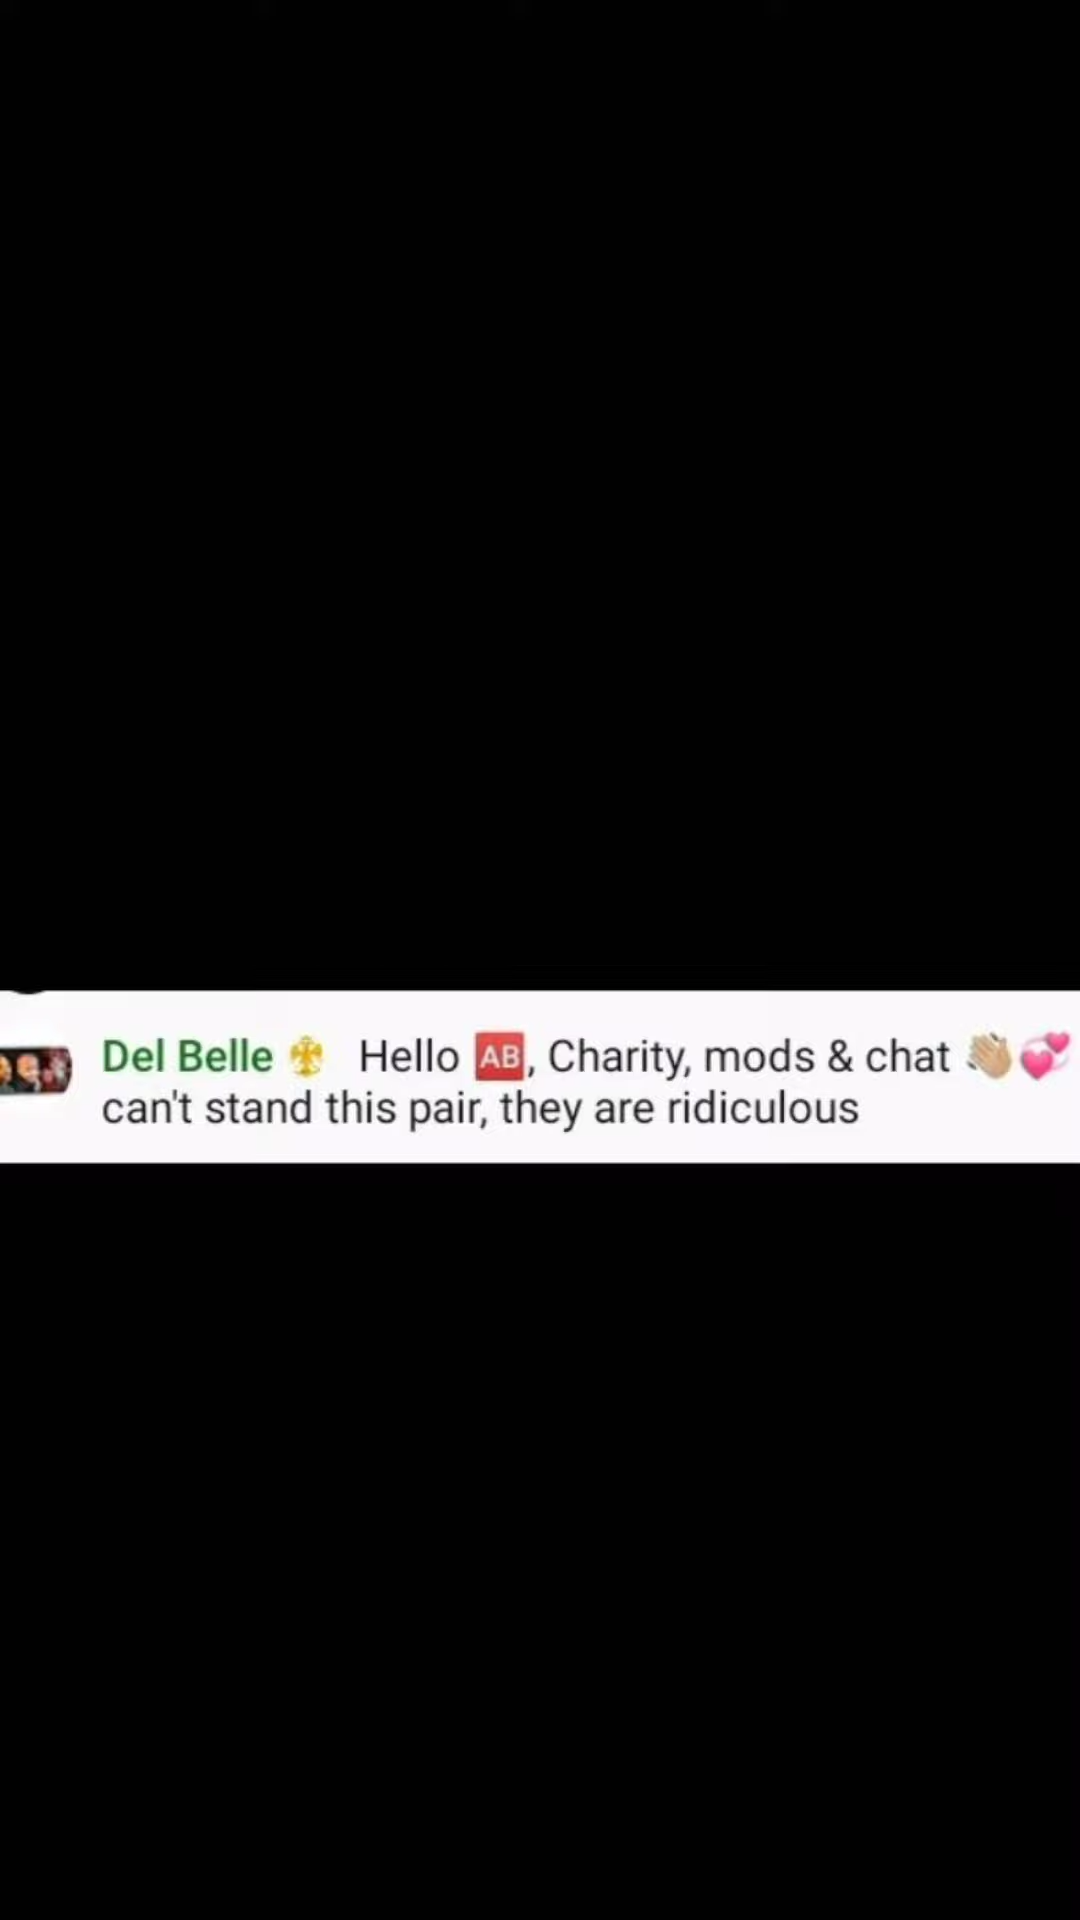 Del Belle Hello 🆎, Charity, mods & chat 👋🏼💞
can't stand this pair, they are ridiculous